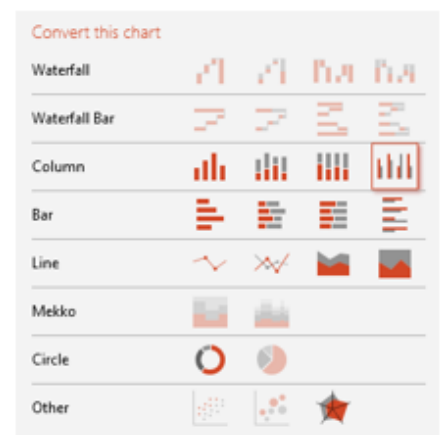 Convert this chart
Waterfall
Waterfall Bar
Column
Bar
Line
Mekko
Circle
Other